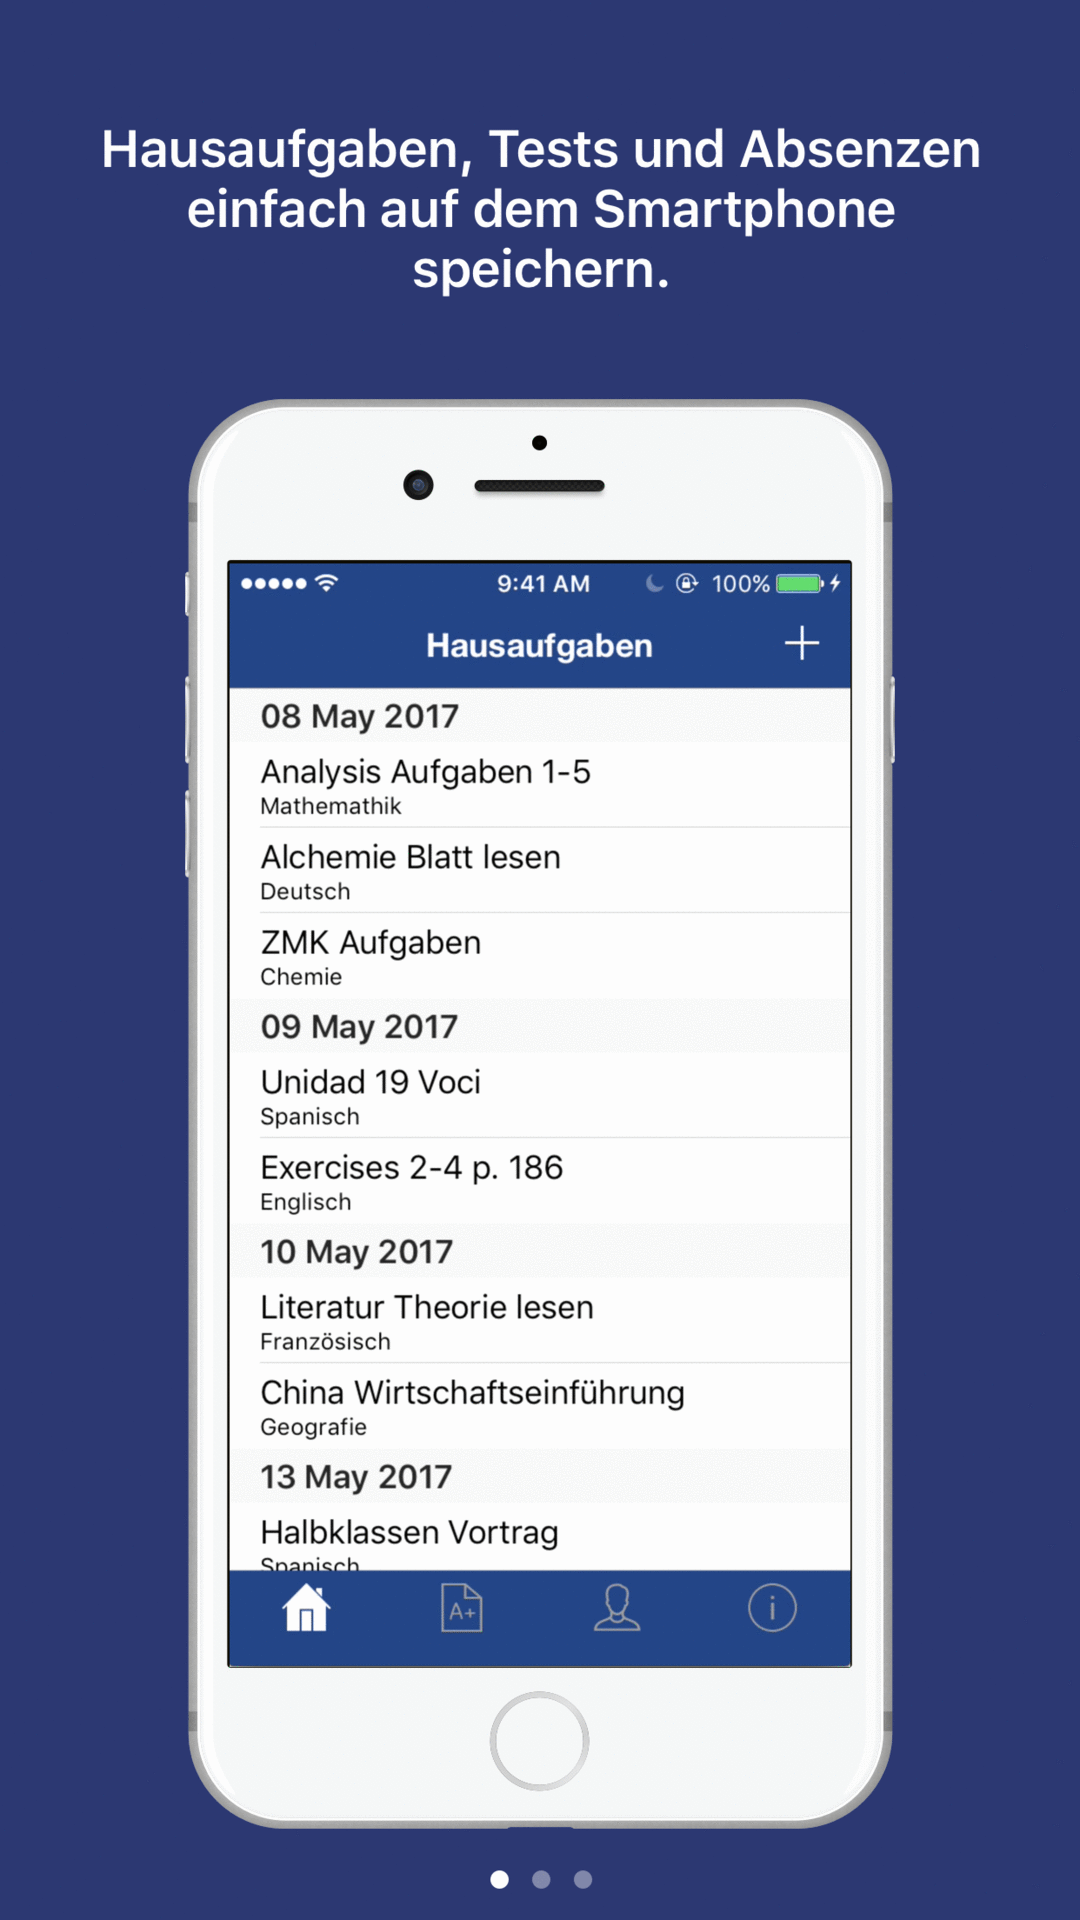 Hausaufgaben, Tests und Absenzen
einfach auf dem Smartphone
speichern.
9:41 AM 100%
Hausaufgaben
08 May 2017
Analysis Aufgaben 1-5
Mathemathik
Alchemie Blatt lesen
Deutsch
ZMK Aufgaben
Chemie
09 May 2017
Unidad 19 Voci
Spanisch
Exercises 2-4 p. 186
Englisch
10 May 2017
Literatur Theorie lesen
Französisch
China Wirtschaftseinführung
Geografie
13 May 2017
Halbklassen Vortrag
Spanisch
A+
i